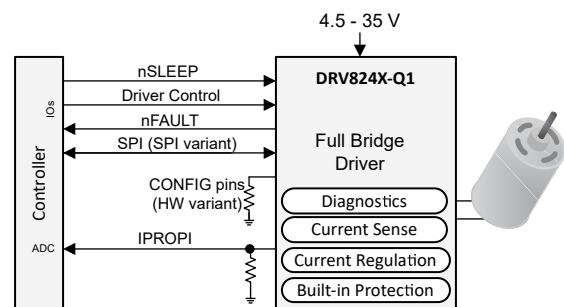 4.5 - 35 V
DRV824X-Q1
nSLEEP
Driver Control
nFAULT
SPI (SPI variant)
IOs
Controller
ADC
Full Bridge
Driver
CONFIG pins
(HW variant)
IPROPI
Diagnostics
Current Sense
Current Regulation
Built-in Protection